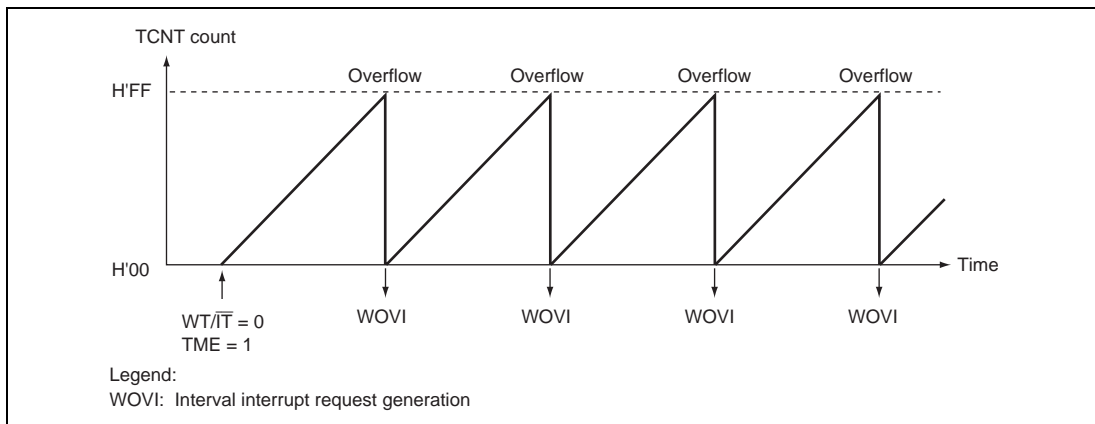 TCNT count
Overflow Overflow Overflow Overflow
H'FF
H'00
Time
WT/I̅T̅ = 0
TME = 1
WOVI WOVI WOVI WOVI
Legend:
WOVI: Interval interrupt request generation